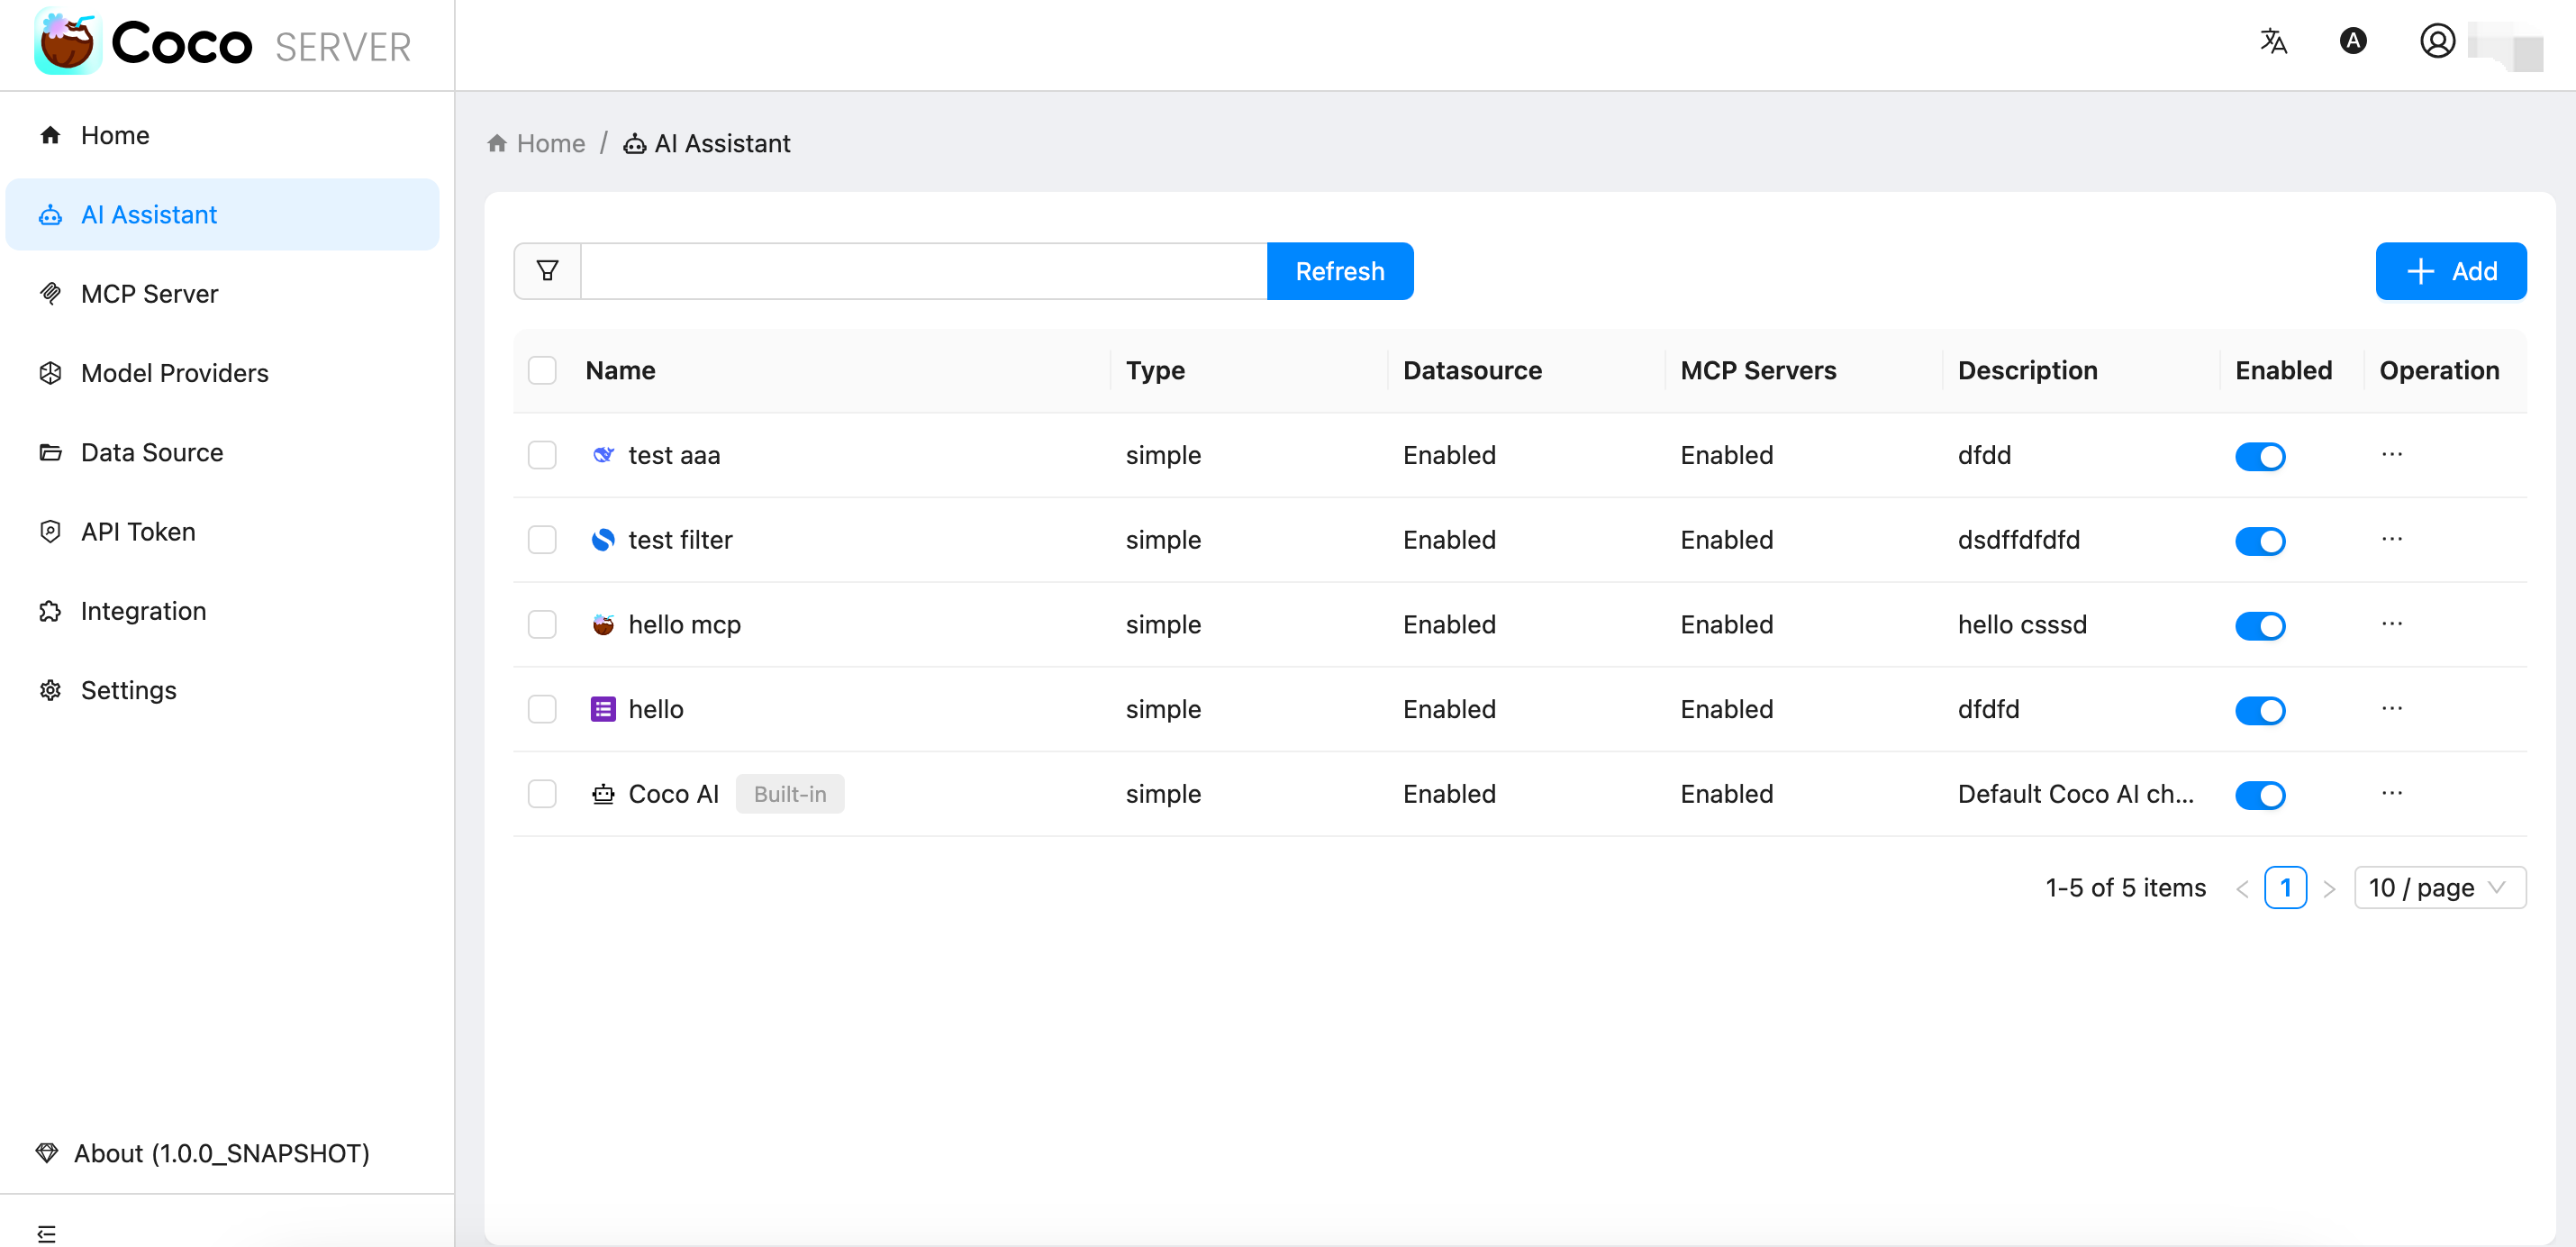 Coco SERVER
Home
AI Assistant
MCP Server
Model Providers
Data Source
API Token
Integration
Settings
About (1.0.0_SNAPSHOT)
A
Home / AI Assistant
Refresh
Add
Name Type Datasource MCP Servers Description Enabled Operation
test aaa simple Enabled Enabled dfdd ...
test filter simple Enabled Enabled dsdffdfdfd ...
hello mcp simple Enabled Enabled hello csssd ...
hello simple Enabled Enabled dfdfd ...
Coco AI Built-in simple Enabled Enabled Default Coco AI ch... ...
1-5 of 5 items < 1 > 10 / page